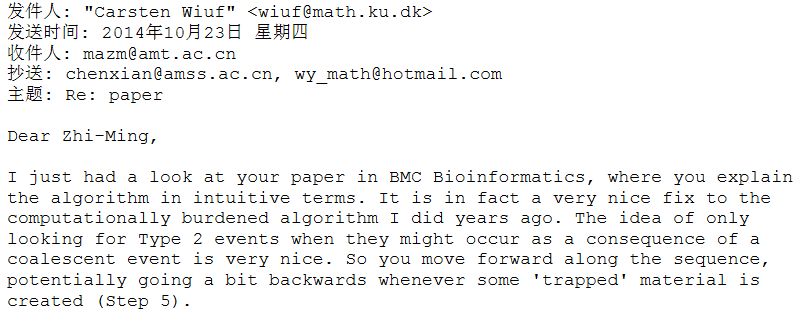 发件人: "Carsten Wiuf" <wiuf@math.ku.dk>
发送时间: 2014年10月23日 星期四
收件人: mazm@amt.ac.cn
抄送: chenxian@amss.ac.cn, wy_math@hotmail.com
主题: Re: paper
Dear Zhi-Ming,
I just had a look at your paper in BMC Bioinformatics, where you explain
the algorithm in intuitive terms. It is in fact a very nice fix to the
computationally burdened algorithm I did years ago. The idea of only
looking for Type 2 events when they might occur as a consequence of a
coalescent event is very nice. So you move forward along the sequence,
potentially going a bit backwards whenever some 'trapped' material is
created (Step 5).